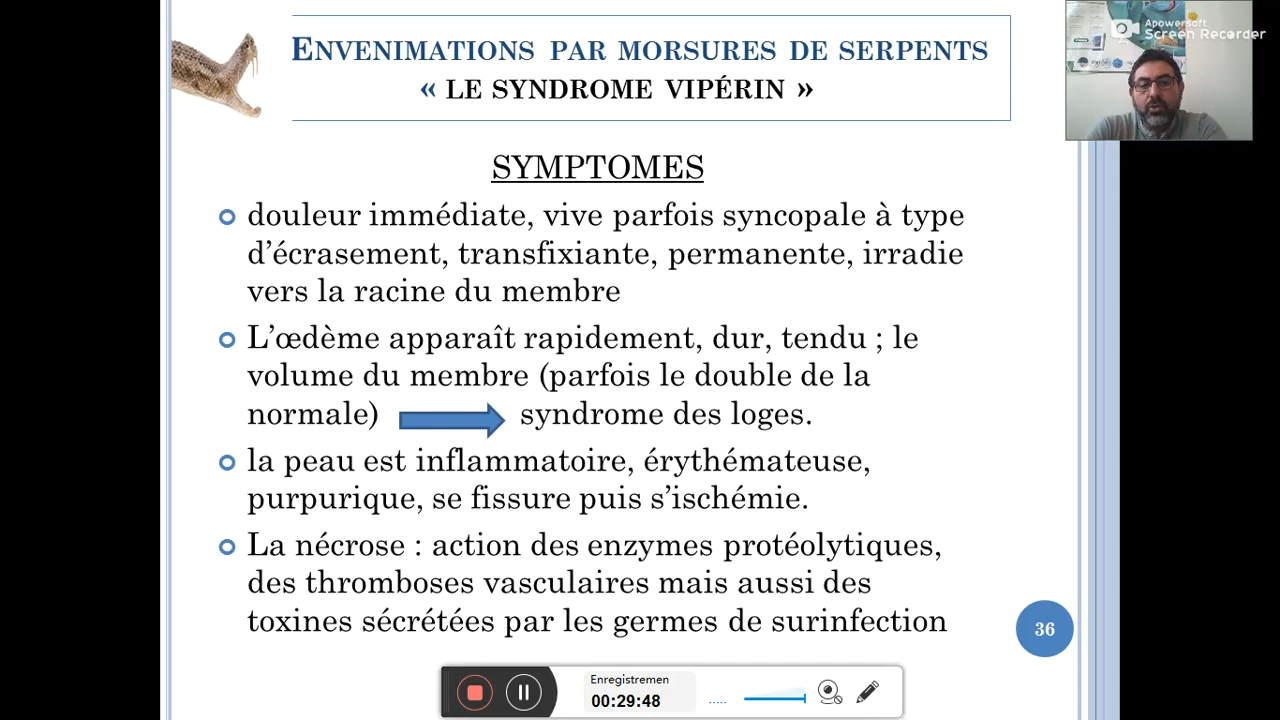 ENVENIMATIONS PAR MORSURES DE SERPENTS
« LE SYNDROME VIPÉRIN »
Apowersoft
Screen Recorder
SYMPTOMES
douleur immédiate, vive parfois syncopale à type
d’écrasement, transfixiante, permanente, irradie
vers la racine du membre
L’œdème apparaît rapidement, dur, tendu ; le
volume du membre (parfois le double de la
normale) syndrome des loges.
la peau est inflammatoire, érythémateuse,
purpurique, se fissure puis s’ischémie.
La nécrose : action des enzymes protéolytiques,
des thromboses vasculaires mais aussi des
toxines sécrétées par les germes de surinfection
36
Enregistremen
00:29:48